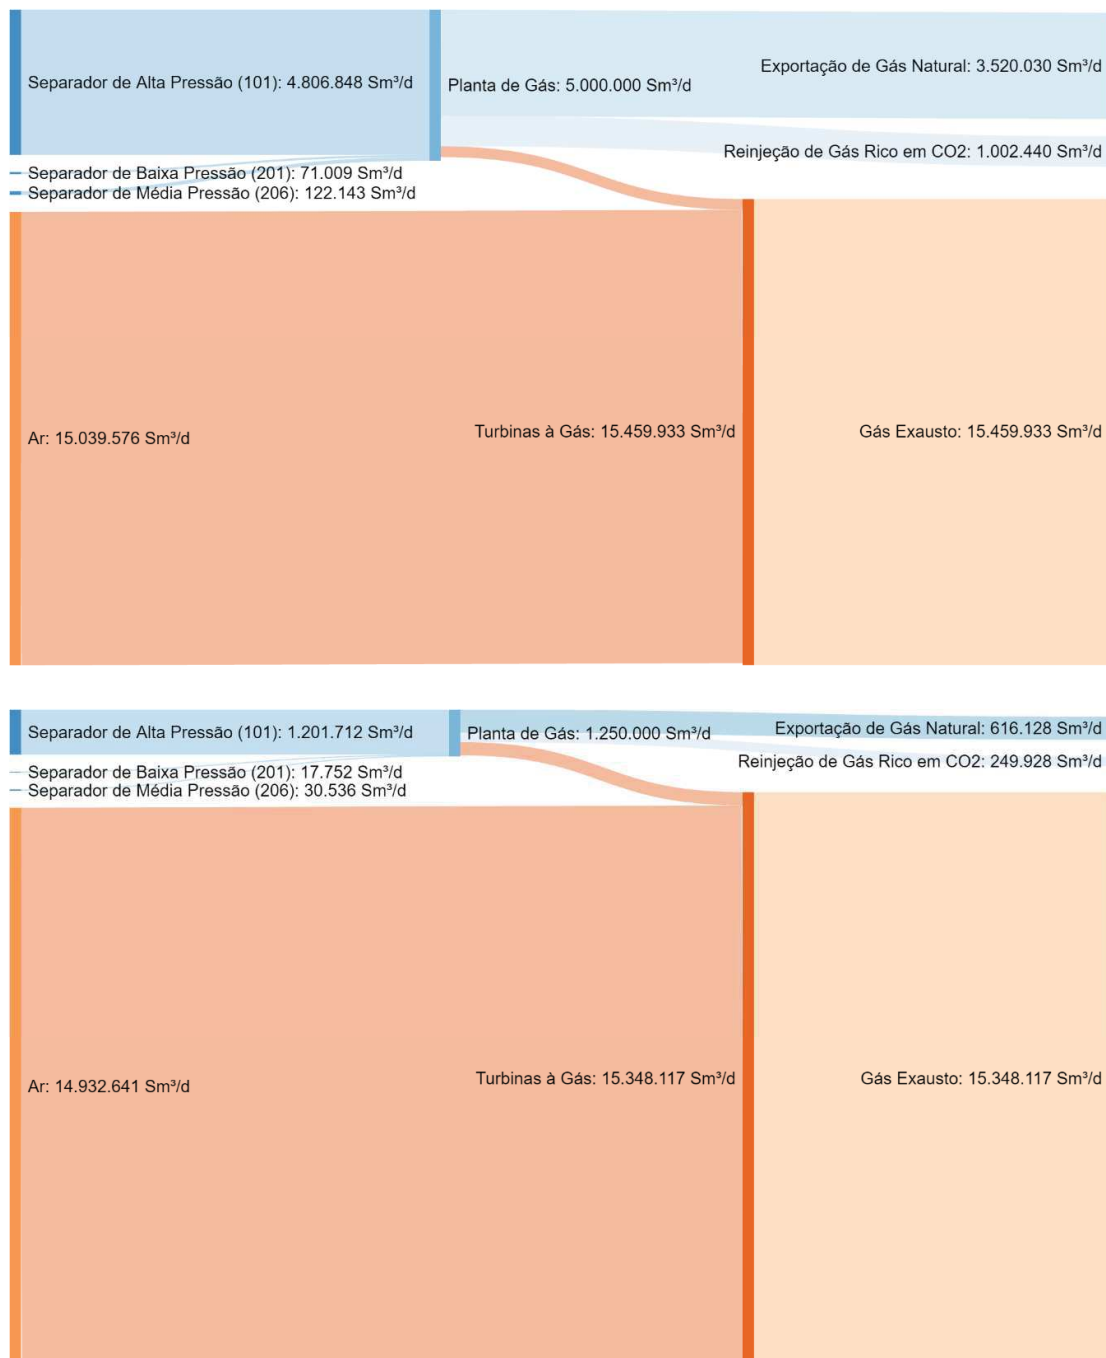 Separador de Alta Pressão (101): 4.806.848 Sm³/d
Planta de Gás: 5.000.000 Sm³/d
Exportação de Gás Natural: 3.520.030 Sm³/d
Reinjeção de Gás Rico em CO2: 1.002.440 Sm³/d
Separador de Baixa Pressão (201): 71.009 Sm³/d
Separador de Média Pressão (206): 122.143 Sm³/d
Ar: 15.039.576 Sm³/d
Turbinas à Gás: 15.459.933 Sm³/d
Gás Exausto: 15.459.933 Sm³/d
Separador de Alta Pressão (101): 1.201.712 Sm³/d
Planta de Gás: 1.250.000 Sm³/d
Exportação de Gás Natural: 616.128 Sm³/d
Reinjeção de Gás Rico em CO2: 249.928 Sm³/d
Separador de Baixa Pressão (201): 17.752 Sm³/d
Separador de Média Pressão (206): 30.536 Sm³/d
Ar: 14.932.641 Sm³/d
Turbinas à Gás: 15.348.117 Sm³/d
Gás Exausto: 15.348.117 Sm³/d